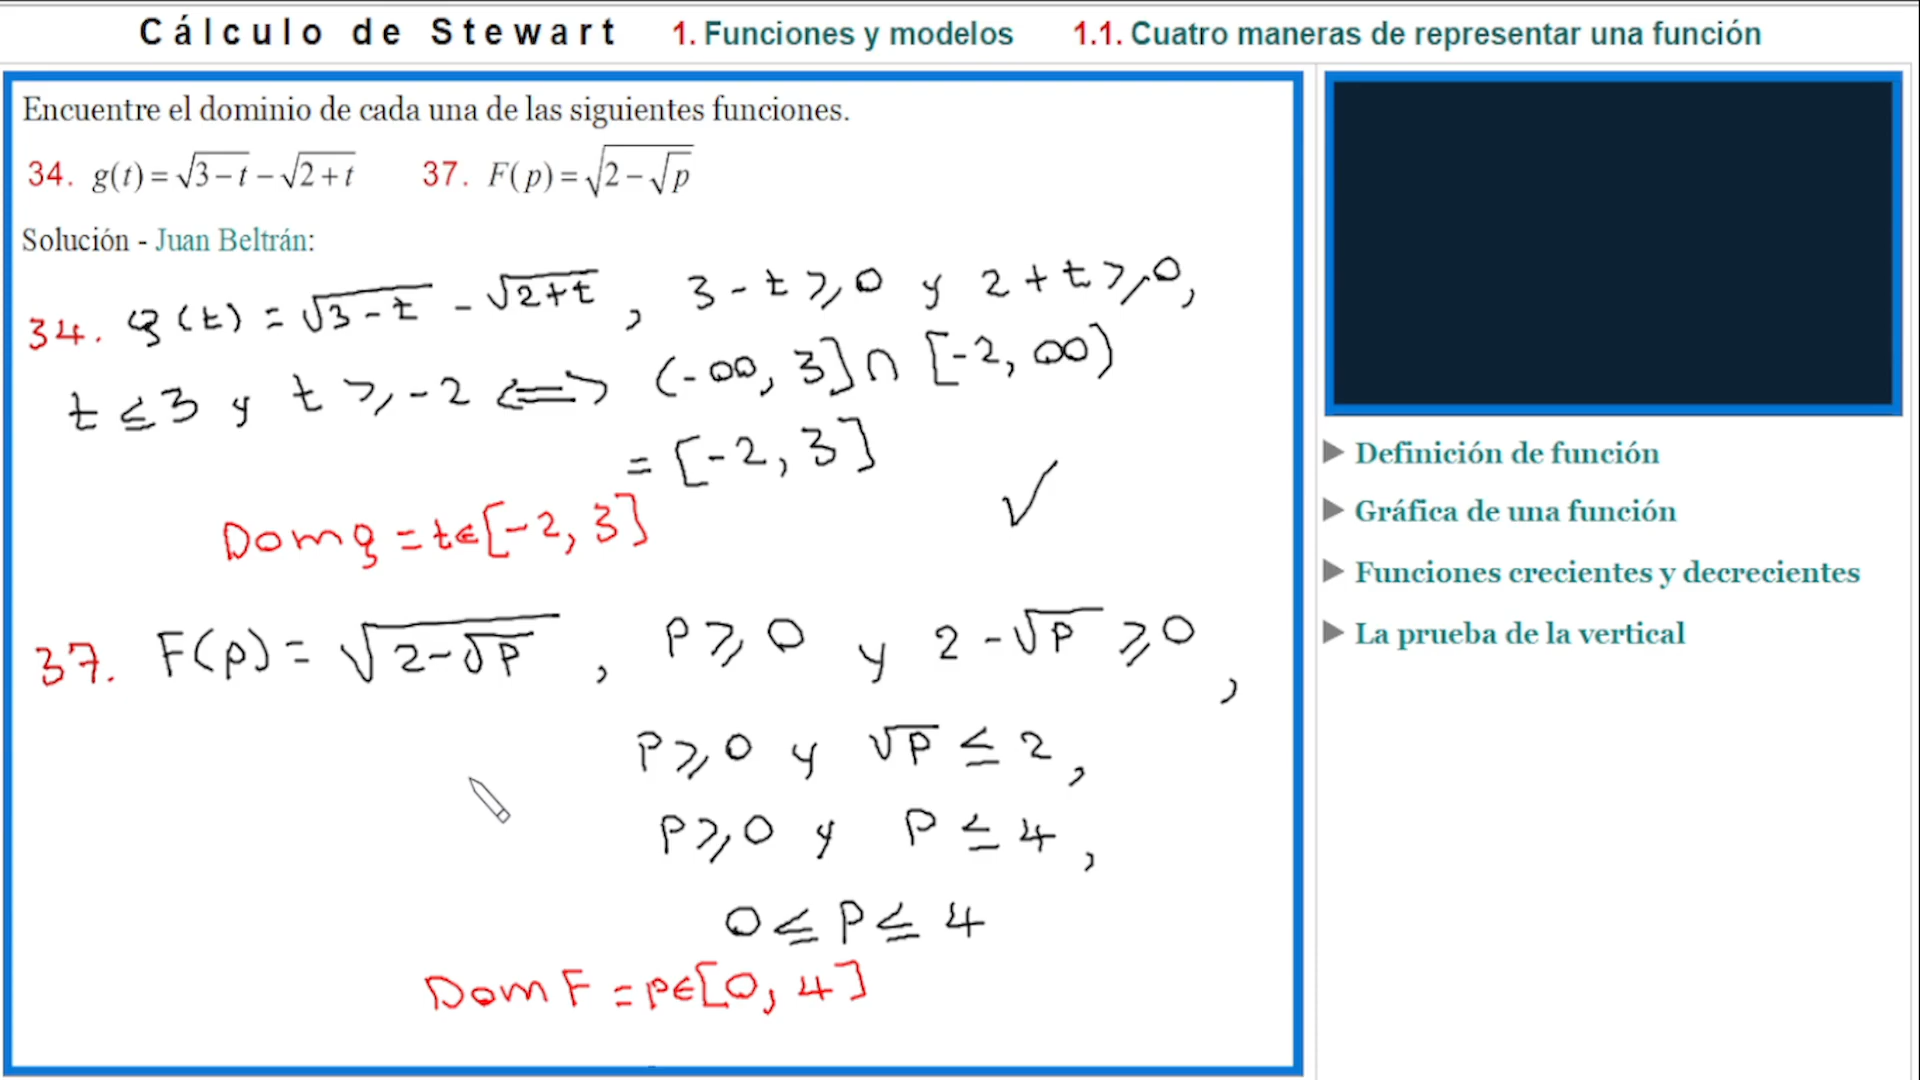 Cálculo de Stewart 1. Funciones y modelos 1.1. Cuatro maneras de representar una función
Encuentre el dominio de cada una de las siguientes funciones.
34. g(t) = √(3 − t) − √(2 + t) 37. F(p) = √(2 − √p)
Solución - Juan Beltrán:
34. g(t) = √(3 − t) − √(2 + t) , 3 − t ⩾ 0 y 2 + t ⩾ 0,
t ≤ 3 y t ⩾ −2 ⟺ (−∞, 3] ∩ [−2, ∞)
= [−2, 3]
Dom g = t ∈ [−2, 3] ✓
37. F(p) = √(2 − √p) , p ⩾ 0 y 2 − √p ⩾ 0 ,
p ⩾ 0 y √p ≤ 2 ,
p ⩾ 0 y p ≤ 4 ,
0 ≤ p ≤ 4
Dom F = p ∈ [0, 4]
▶ Definición de función
▶ Gráfica de una función
▶ Funciones crecientes y decrecientes
▶ La prueba de la vertical